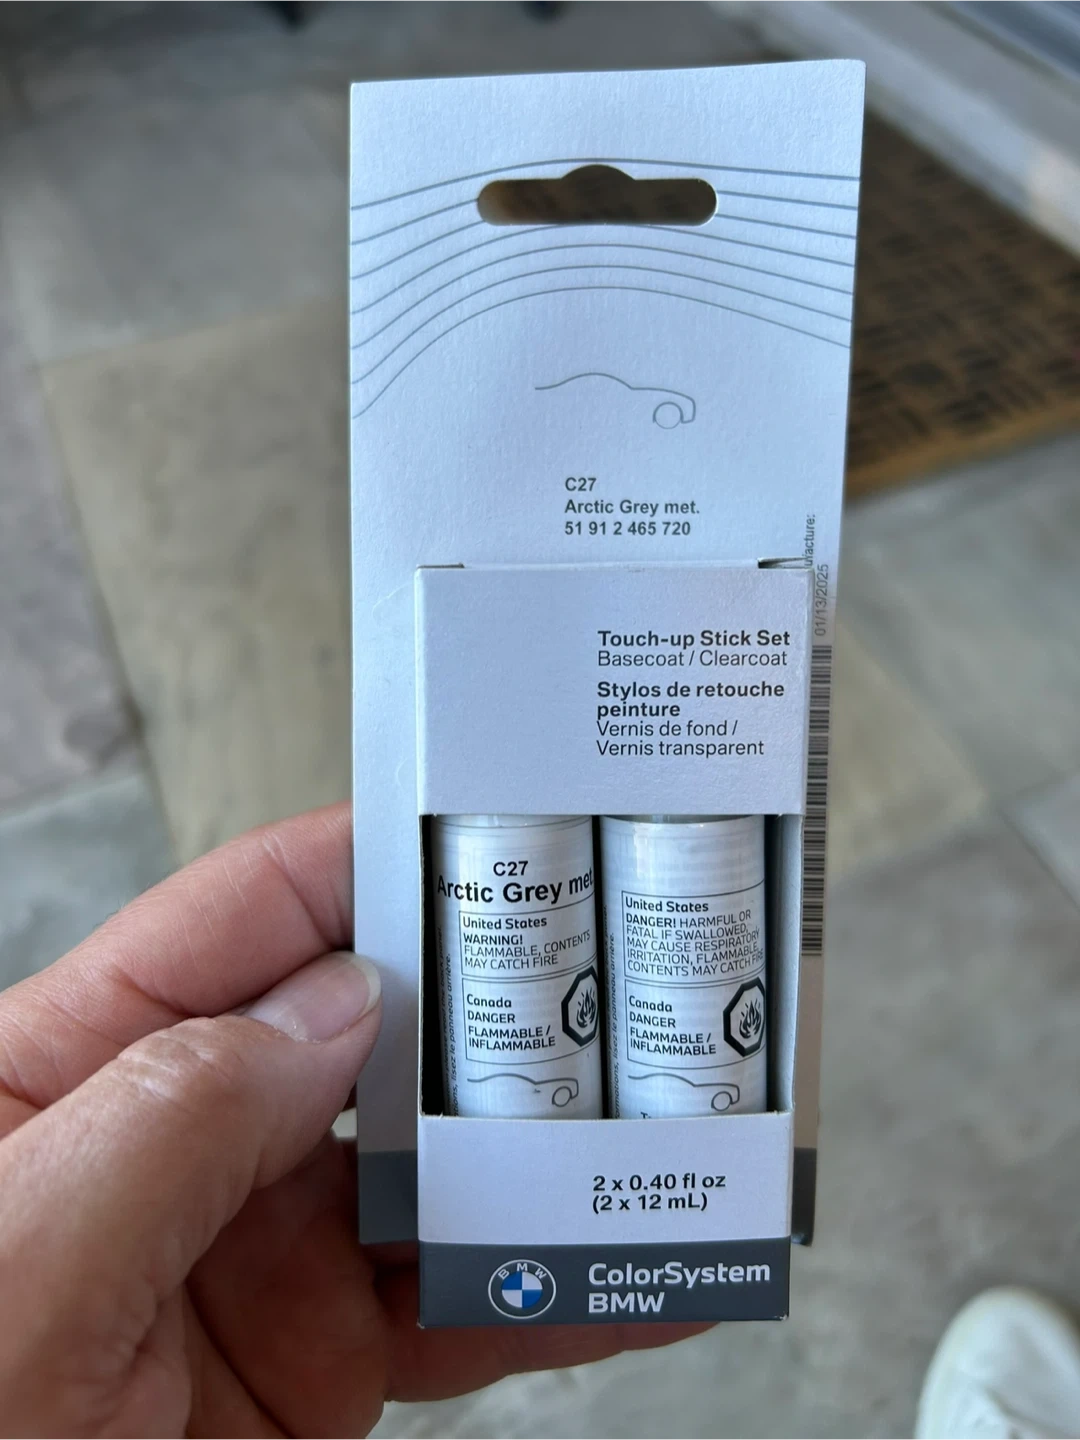 C27
Arctic Grey met.
51 91 2 465 720
01/13/2025
Touch-up Stick Set
Basecoat / Clearcoat
Stylos de retouche
peinture
Vernis de fond /
Vernis transparent
C27
Arctic Grey met.
United States
WARNING!
FLAMMABLE, CONTENTS
MAY CATCH FIRE
Canada
DANGER
FLAMMABLE /
INFLAMMABLE
United States
DANGER! HARMFUL OR
FATAL IF SWALLOWED,
MAY CAUSE RESPIRATORY
IRRITATION, FLAMMABLE,
CONTENTS MAY CATCH FIRE
Canada
DANGER
FLAMMABLE /
INFLAMMABLE
2 x 0.40 fl oz
(2 x 12 mL)
BMW
ColorSystem
BMW